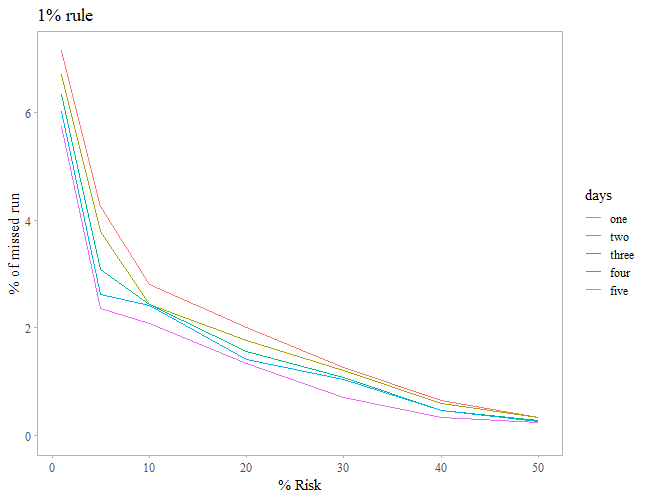 1% rule
% of missed run
6
4
2
0
0 10 20 30 40 50
% Risk
days
one
two
three
four
five